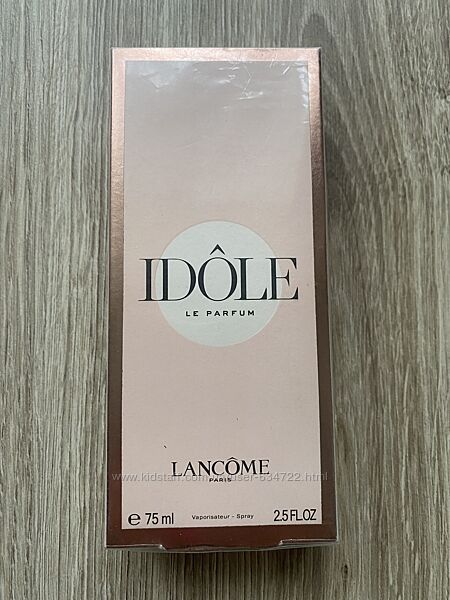 IDÔLE
LE PARFUM
LANCÔME
PARIS
e 75 ml Vaporisateur - Spray 2.5 FL.OZ